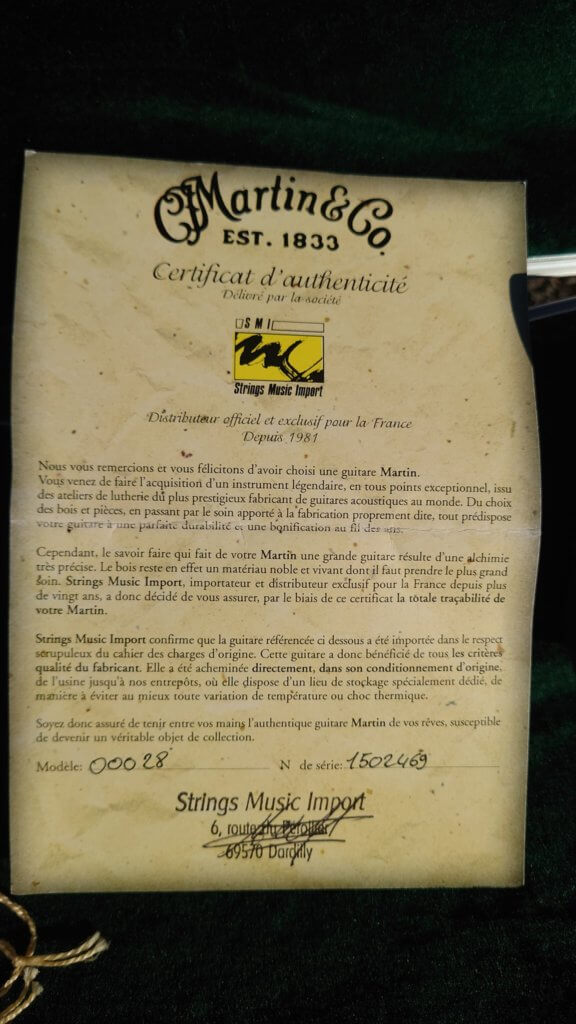 CF Martin & Co.
EST. 1833
Certificat d'authenticité
Délivré par la société
SMI
Strings Music Import
Distributeur officiel et exclusif pour la France
Depuis 1981
Nous vous remercions et vous félicitons d'avoir choisi une guitare Martin.
Vous venez de faire l'acquisition d'un instrument légendaire, en tous points exceptionnel, issu
des ateliers de lutherie du plus prestigieux fabricant de guitares acoustiques au monde. Du choix
des bois et pièces, en passant par le soin apporté à la fabrication proprement dite, tout prédispose
votre guitare à une parfaite durabilité et une bonification au fil des ans.
Cependant, le savoir faire qui fait de votre Martin une grande guitare résulte d'une alchimie
très précise. Le bois reste en effet un matériau noble et vivant dont il faut prendre le plus grand
soin. Strings Music Import, importateur et distributeur exclusif pour la France depuis plus
de vingt ans, a donc décidé de vous assurer, par le biais de ce certificat la totale traçabilité de
votre Martin.
Strings Music Import confirme que la guitare référencée ci dessous a été importée dans le respect
scrupuleux du cahier des charges d'origine. Cette guitare a donc bénéficié de tous les critères
qualité du fabricant. Elle a été acheminée directement, dans son conditionnement d'origine,
de l'usine jusqu'à nos entrepôts, où elle dispose d'un lieu de stockage spécialement dédié, de
manière à éviter au mieux toute variation de température ou choc thermique.
Soyez donc assuré de tenir entre vos mains l'authentique guitare Martin de vos rêves, susceptible
de devenir un véritable objet de collection.
Modèle: 00028 N de série: 1502469
Strings Music Import
6, route du
69570 Dardilly